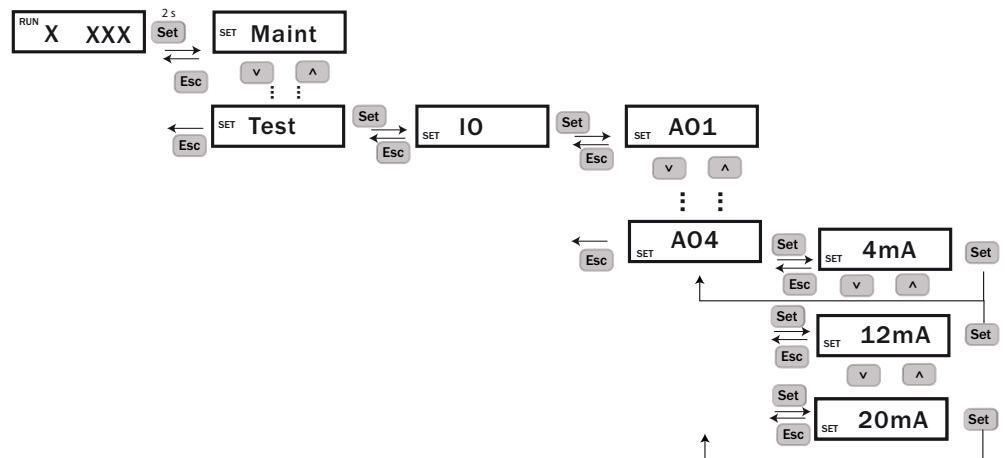 2 s
RUN X XXX Set SET Maint
Esc ˅ ˄
SET Test Set SET IO Set SET AO1
Esc Esc Esc
˅ ˄
SET AO4 Set SET 4mA Set
Esc Esc ˅ ˄
Set SET 12mA Set
Esc
˅ ˄
Set SET 20mA Set
Esc